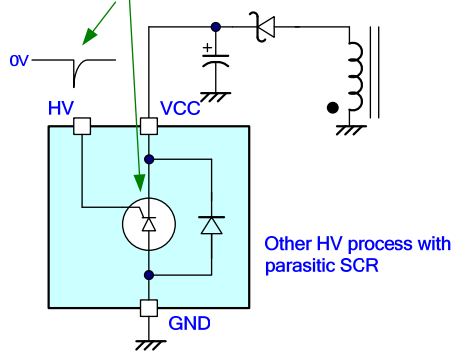 0V
+
HV
VCC
Other HV process with
parasitic SCR
GND